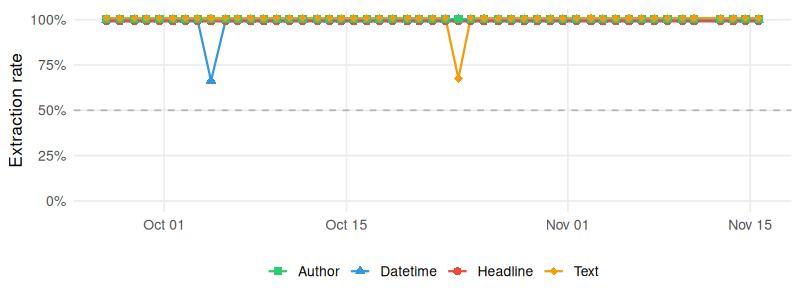 Extraction rate
100%
75%
50%
25%
0%
Oct 01 Oct 15 Nov 01 Nov 15
Author Datetime Headline Text